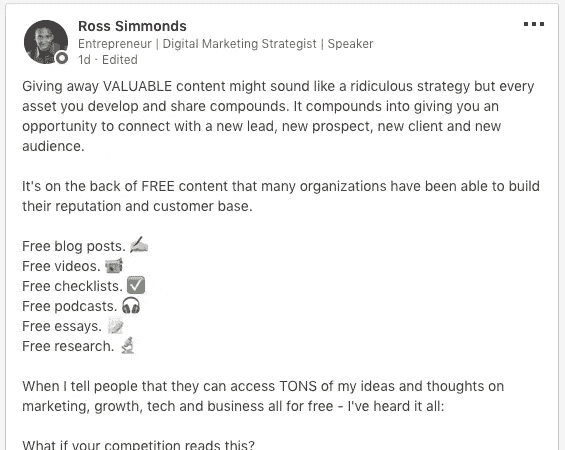 Ross Simmonds
Entrepreneur | Digital Marketing Strategist | Speaker
1d · Edited
Giving away VALUABLE content might sound like a ridiculous strategy but every
asset you develop and share compounds. It compounds into giving you an
opportunity to connect with a new lead, new prospect, new client and new
audience.
It's on the back of FREE content that many organizations have been able to build
their reputation and customer base.
Free blog posts. ✍️
Free videos. 📹
Free checklists. ☑️
Free podcasts. 🎧
Free essays. 📝
Free research. 🔬
When I tell people that they can access TONS of my ideas and thoughts on
marketing, growth, tech and business all for free - I've heard it all:
What if your competition reads this?